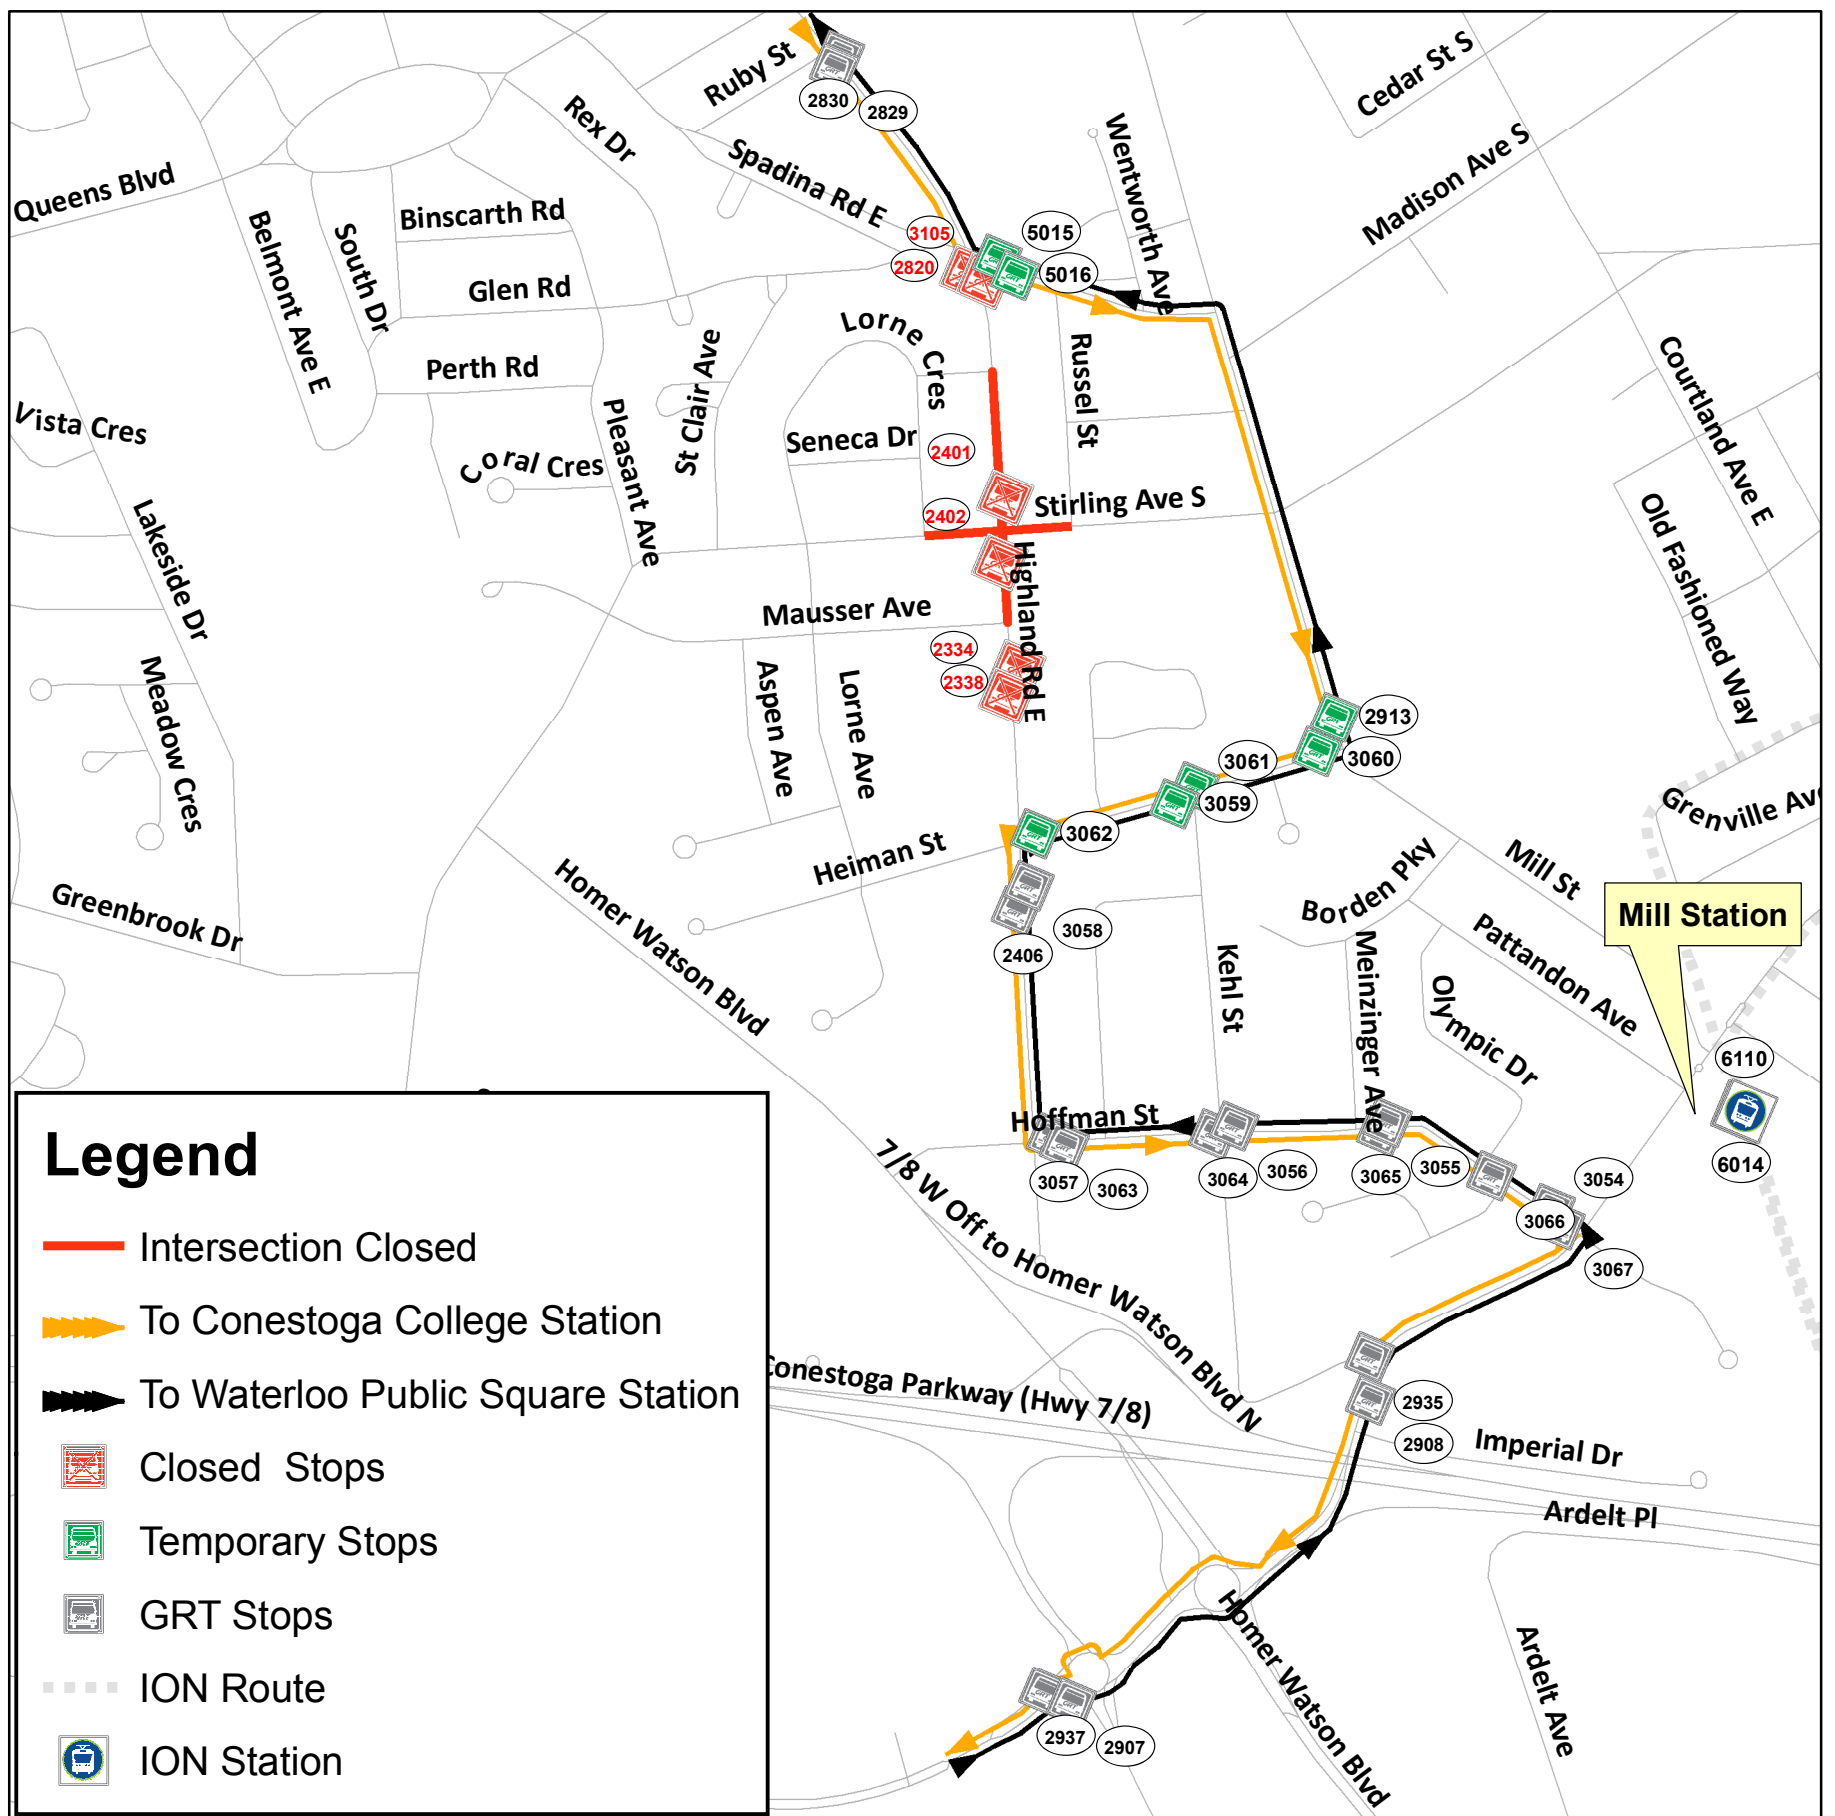 Ruby St
Cedar St S
2830
2829
Rex Dr
Wentworth Ave
Madison Ave S
Spadina Rd E
Queens Blvd
Binscarth Rd
Belmont Ave E
South Dr
3105
5015
2820
5016
Glen Rd
Lorne Cres
Russel St
St Clair Ave
Perth Rd
Courtland Ave E
Vista Cres
Pleasant Ave
Seneca Dr
2401
Coral Cres
Stirling Ave S
2402
Old Fashioned Way
Lakeside Dr
Highland Rd E
Mausser Ave
2334
2338
Meadow Cres
Aspen Ave
Lorne Ave
2913
3061
3060
3059
Grenville Ave
3062
Heiman St
Mill St
Borden Pky
Homer Watson Blvd
Greenbrook Dr
Mill Station
3058
2406
Kehl St
Meinzinger Ave
Pattandon Ave
Olympic Dr
6110
Hoffman St
6014
3057
3063
3064
3056
3065
3055
3054
3066
3067
7/8 W Off to Homer Watson Blvd N
Conestoga Parkway (Hwy 7/8)
2935
2908
Imperial Dr
Ardelt Pl
Homer Watson Blvd
Ardelt Ave
2937
2907
Legend
Intersection Closed
To Conestoga College Station
To Waterloo Public Square Station
Closed Stops
Temporary Stops
GRT Stops
ION Route
ION Station